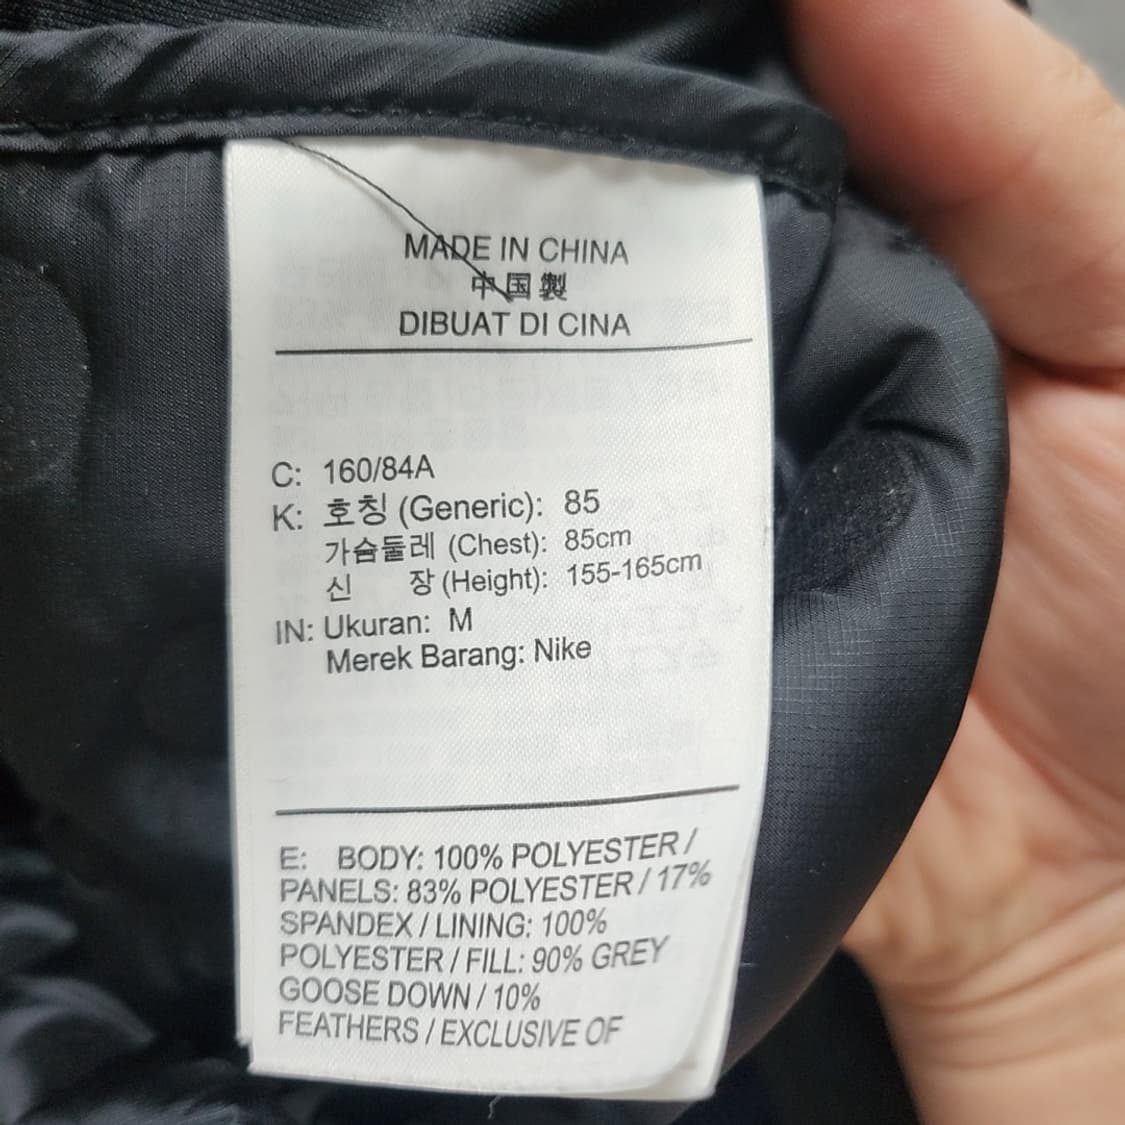 MADE IN CHINA
中国製
DIBUAT DI CINA
C: 160/84A
K: 호칭 (Generic): 85
가슴둘레 (Chest): 85cm
신 장 (Height): 155-165cm
IN: Ukuran: M
Merek Barang: Nike
E: BODY: 100% POLYESTER /
PANELS: 83% POLYESTER / 17%
SPANDEX / LINING: 100%
POLYESTER / FILL: 90% GREY
GOOSE DOWN / 10%
FEATHERS / EXCLUSIVE OF